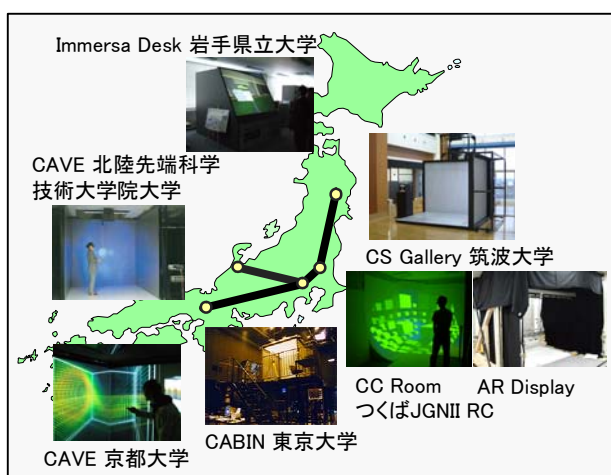 Immersa Desk 岩手県立大学
CAVE 北陸先端科学
技術大学院大学
CS Gallery 筑波大学
CC Room
つくばJGNII RC
AR Display
CABIN 東京大学
CAVE 京都大学